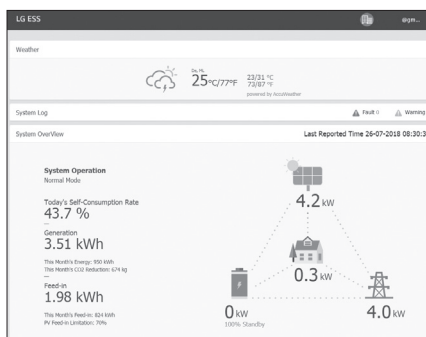 LG ESS
@gm...
Weather
De, HL
25°C/77°F
23/31 °C
73/87 °F
powered by AccuWeather
System Log
Fault 0
Warning
System OverView
Last Reported Time 26-07-2018 08:30:3
System Operation
Normal Mode
Today's Self-Consumption Rate
43.7 %
Generation
3.51 kWh
This Month's Energy: 950 kWh
This Month's CO2 Reduction: 674 kg
Feed-in
1.98 kWh
This Month's Feed-in: 824 kWh
PV Feed-in Limitation: 70%
4.2 kW
0.3 kW
0 kW
100% Standby
4.0 kW